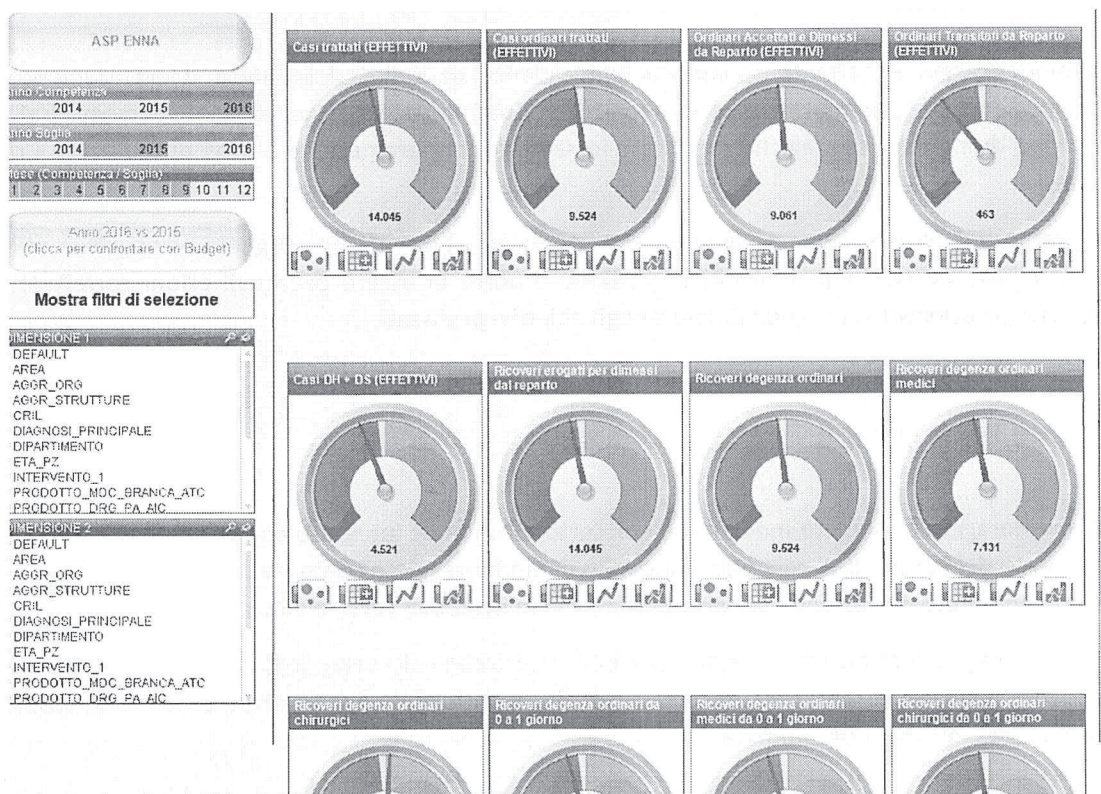 ASP ENNA
Anno Competenza
2014 2015 2016
Anno Soglia
2014 2015 2016
Mese (Competenza / Soglia)
1 2 3 4 5 6 7 8 9 10 11 12
Anno 2016 vs 2015
(clicca per confrontare con Budget)
Mostra filtri di selezione
DIMENSIONE 1
DEFAULT
AREA
AGGR_ORG
AGGR_STRUTTURE
CRIL
DIAGNOSI_PRINCIPALE
DIPARTIMENTO
ETA_PZ
INTERVENTO_1
PRODOTTO_MDC_BRANCA_ATC
PRODOTTO_DRG_PA_AIC
DIMENSIONE 2
DEFAULT
AREA
AGGR_ORG
AGGR_STRUTTURE
CRIL
DIAGNOSI_PRINCIPALE
DIPARTIMENTO
ETA_PZ
INTERVENTO_1
PRODOTTO_MDC_BRANCA_ATC
PRODOTTO_DRG_PA_AIC
Casi trattati (EFFETTIVI)
14.045
Casi ordinari trattati
(EFFETTIVI)
9.524
Ordinari Accettati e Dimessi
da Reparto (EFFETTIVI)
9.061
Ordinari Transitati da Reparto
(EFFETTIVI)
463
Casi DH + DS (EFFETTIVI)
4.521
Ricoveri erogati per dimessi
dal reparto
14.045
Ricoveri degenza ordinari
9.524
Ricoveri degenza ordinari
medici
7.131
Ricoveri degenza ordinari
chirurgici
Ricoveri degenza ordinari da
0 a 1 giorno
Ricoveri degenza ordinari
medici da 0 a 1 giorno
Ricoveri degenza ordinari
chirurgici da 0 a 1 giorno